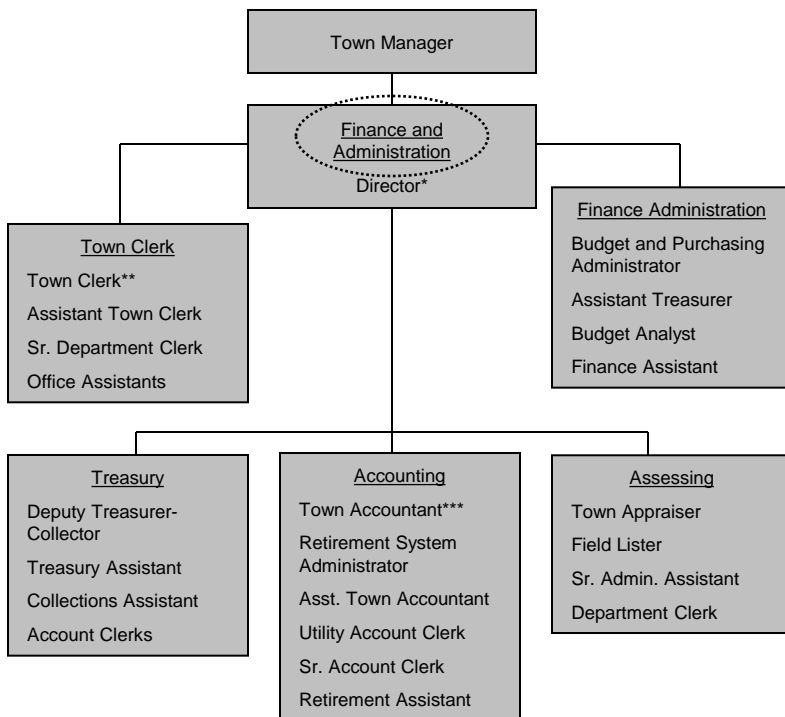 Town Manager
Finance and
Administration
Director*
Town Clerk
Town Clerk**
Assistant Town Clerk
Sr. Department Clerk
Office Assistants
Finance Administration
Budget and Purchasing
Administrator
Assistant Treasurer
Budget Analyst
Finance Assistant
Treasury
Deputy Treasurer-
Collector
Treasury Assistant
Collections Assistant
Account Clerks
Accounting
Town Accountant***
Retirement System
Administrator
Asst. Town Accountant
Utility Account Clerk
Sr. Account Clerk
Retirement Assistant
Assessing
Town Appraiser
Field Lister
Sr. Admin. Assistant
Department Clerk